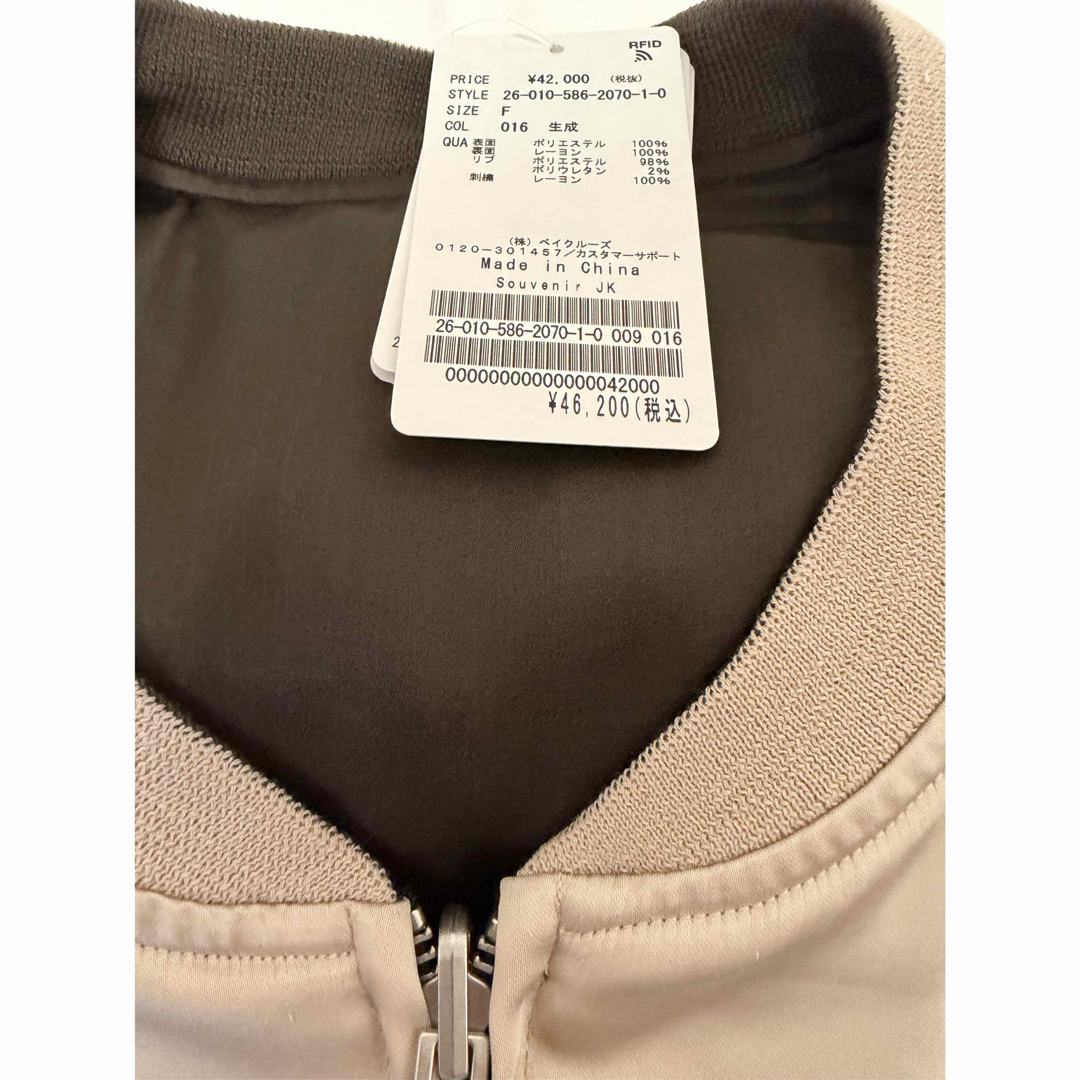 RFID
PRICE ¥42,000 (税抜)
STYLE 26-010-586-2070-1-0
SIZE F
COL 016 生成
QUA 表面 ポリエステル 100%
裏面 レーヨン 100%
リブ ポリエステル 98%
ポリウレタン 2%
刺繍 レーヨン 100%
(株) ベイクルーズ
0120-301457/カスタマーサポート
Made in China
Souvenir JK
26-010-586-2070-1-0 009 016
2
00000000000000042000
¥46,200(税込)